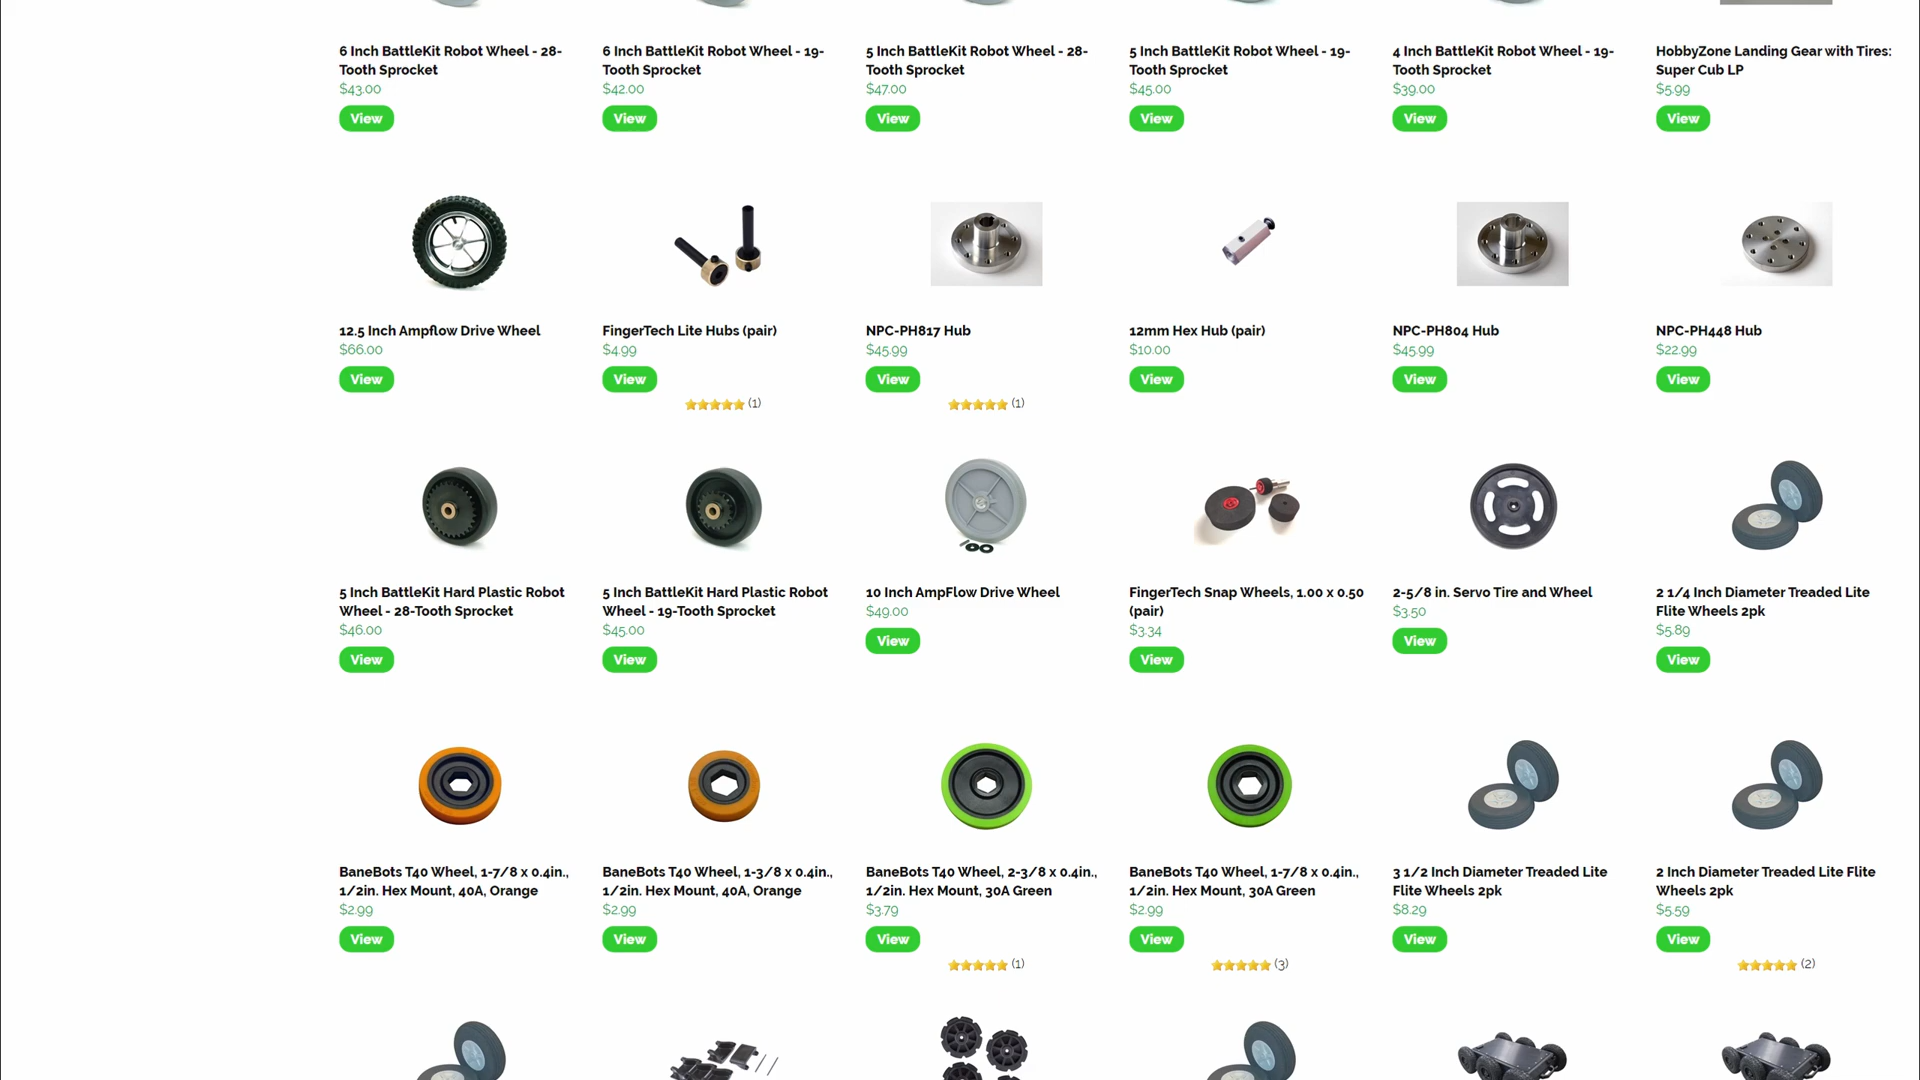 6 Inch BattleKit Robot Wheel - 28-
Tooth Sprocket
$43.00
View
6 Inch BattleKit Robot Wheel - 19-
Tooth Sprocket
$42.00
View
5 Inch BattleKit Robot Wheel - 28-
Tooth Sprocket
$47.00
View
5 Inch BattleKit Robot Wheel - 19-
Tooth Sprocket
$45.00
View
4 Inch BattleKit Robot Wheel - 19-
Tooth Sprocket
$39.00
View
HobbyZone Landing Gear with Tires:
Super Cub LP
$5.99
View
12.5 Inch Ampflow Drive Wheel
$66.00
View
FingerTech Lite Hubs (pair)
$4.99
View
(1)
NPC-PH817 Hub
$45.99
View
(1)
12mm Hex Hub (pair)
$10.00
View
NPC-PH804 Hub
$45.99
View
NPC-PH448 Hub
$22.99
View
5 Inch BattleKit Hard Plastic Robot
Wheel - 28-Tooth Sprocket
$46.00
View
5 Inch BattleKit Hard Plastic Robot
Wheel - 19-Tooth Sprocket
$45.00
View
10 Inch AmpFlow Drive Wheel
$49.00
View
FingerTech Snap Wheels, 1.00 x 0.50
(pair)
$3.34
View
2-5/8 in. Servo Tire and Wheel
$3.50
View
2 1/4 Inch Diameter Treaded Lite
Flite Wheels 2pk
$5.89
View
BaneBots T40 Wheel, 1-7/8 x 0.4in.,
1/2in. Hex Mount, 40A, Orange
$2.99
View
BaneBots T40 Wheel, 1-3/8 x 0.4in.,
1/2in. Hex Mount, 40A, Orange
$2.99
View
BaneBots T40 Wheel, 2-3/8 x 0.4in.,
1/2in. Hex Mount, 30A Green
$3.79
View
(1)
BaneBots T40 Wheel, 1-7/8 x 0.4in.,
1/2in. Hex Mount, 30A Green
$2.99
View
(3)
3 1/2 Inch Diameter Treaded Lite
Flite Wheels 2pk
$8.29
View
2 Inch Diameter Treaded Lite Flite
Wheels 2pk
$5.59
View
(2)